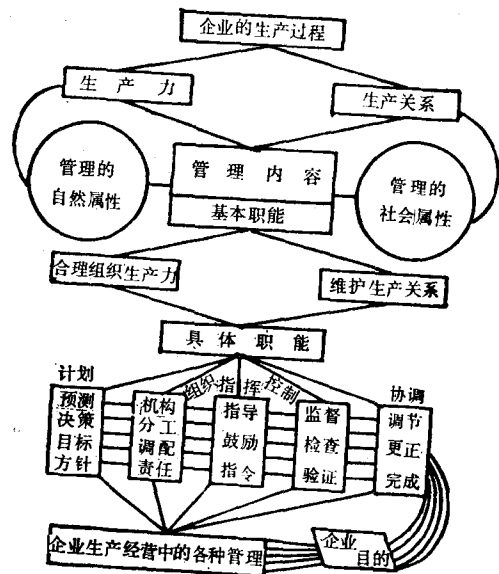 企业的生产过程
生产力
生产关系
管理的
自然属性
管理内容
基本职能
管理的
社会属性
合理组织生产力
维护生产关系
具体职能
计划
组织
指挥
控制
协调
预测
决策
目标
方针
机构
分工
调配
责任
指导
鼓励
指令
监督
检查
验证
调节
更正
完成
企业生产经营中的各种管理
企业
目的